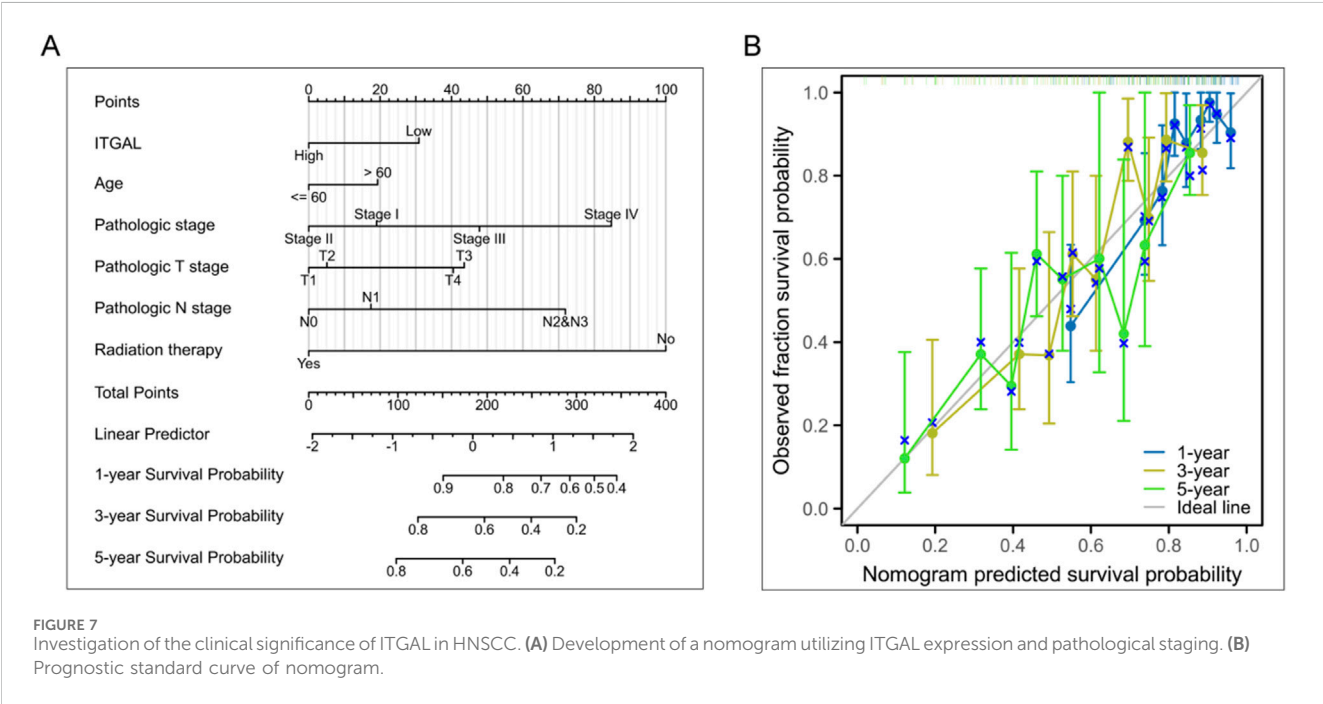 A
Points
0 20 40 60 80 100
ITGAL
Low
High
Age
> 60
<= 60
Pathologic stage
Stage I Stage IV
Stage II Stage III
Pathologic T stage
T2 T3
T1 T4
Pathologic N stage
N1
N0 N2&N3
Radiation therapy
No
Yes
Total Points
0 100 200 300 400
Linear Predictor
-2 -1 0 1 2
1-year Survival Probability
0.9 0.8 0.7 0.6 0.5 0.4
3-year Survival Probability
0.8 0.6 0.4 0.2
5-year Survival Probability
0.8 0.6 0.4 0.2
B
Observed fraction survival probability
1.0
0.8
0.6
0.4
0.2
0.0
1-year
3-year
5-year
Ideal line
0.0 0.2 0.4 0.6 0.8 1.0
Nomogram predicted survival probability
FIGURE 7
Investigation of the clinical significance of ITGAL in HNSCC. (A) Development of a nomogram utilizing ITGAL expression and pathological staging. (B)
Prognostic standard curve of nomogram.